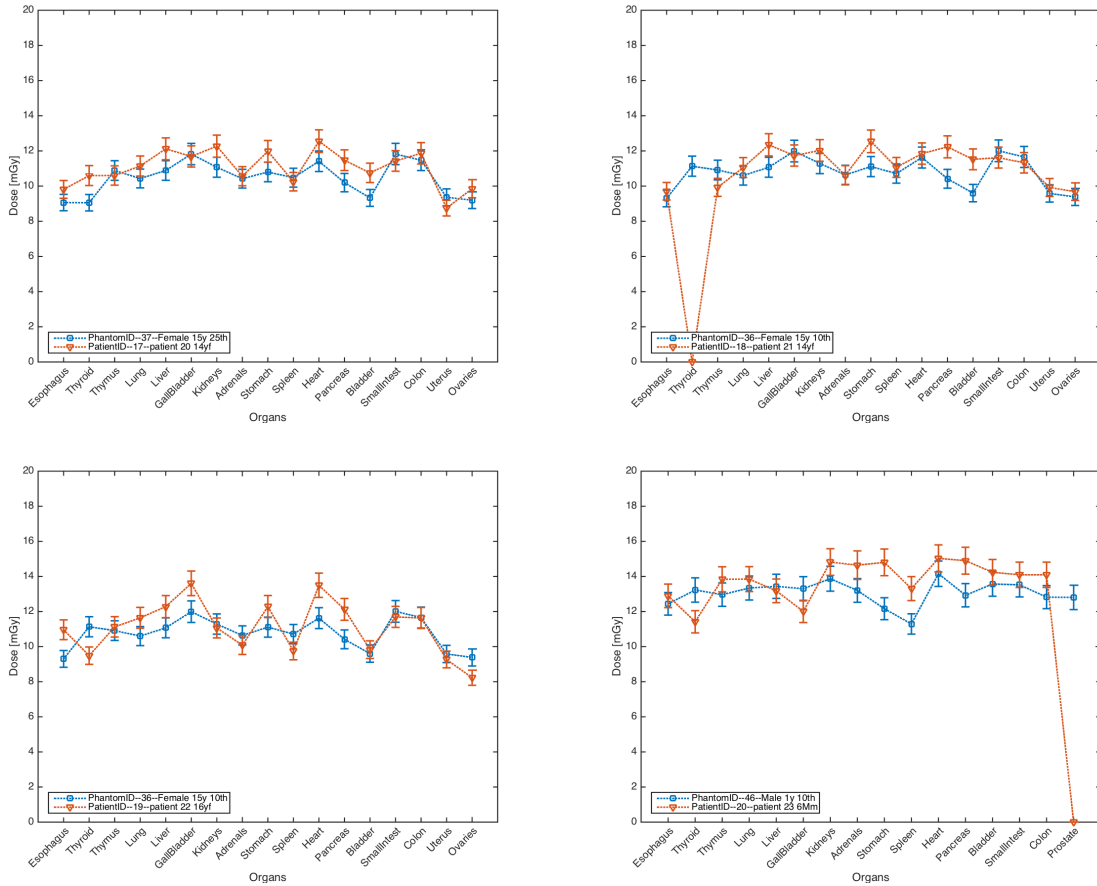 20
18
16
14
12
10
8
6
4
2
0
Dose [mGy]
PhantomID--37--Female 15y 25th
PatientID--17--patient 20 14yf
Esophagus
Thyroid
Thymus
Lung
Liver
GallBladder
Kidneys
Adrenals
Stomach
Spleen
Heart
Pancreas
Bladder
SmallIntest
Colon
Uterus
Ovaries
Organs
20
18
16
14
12
10
8
6
4
2
0
Dose [mGy]
PhantomID--36--Female 15y 10th
PatientID--18--patient 21 14yf
Esophagus
Thyroid
Thymus
Lung
Liver
GallBladder
Kidneys
Adrenals
Stomach
Spleen
Heart
Pancreas
Bladder
SmallIntest
Colon
Uterus
Ovaries
Organs
20
18
16
14
12
10
8
6
4
2
0
Dose [mGy]
PhantomID--36--Female 15y 10th
PatientID--19--patient 22 16yf
Esophagus
Thyroid
Thymus
Lung
Liver
GallBladder
Kidneys
Adrenals
Stomach
Spleen
Heart
Pancreas
Bladder
SmallIntest
Colon
Uterus
Ovaries
Organs
20
18
16
14
12
10
8
6
4
2
0
Dose [mGy]
PhantomID--46--Male 1y 10th
PatientID--20--patient 23 6Mm
Esophagus
Thyroid
Thymus
Lung
Liver
GallBladder
Kidneys
Adrenals
Stomach
Spleen
Heart
Pancreas
Bladder
SmallIntest
Colon
Prostate
Organs